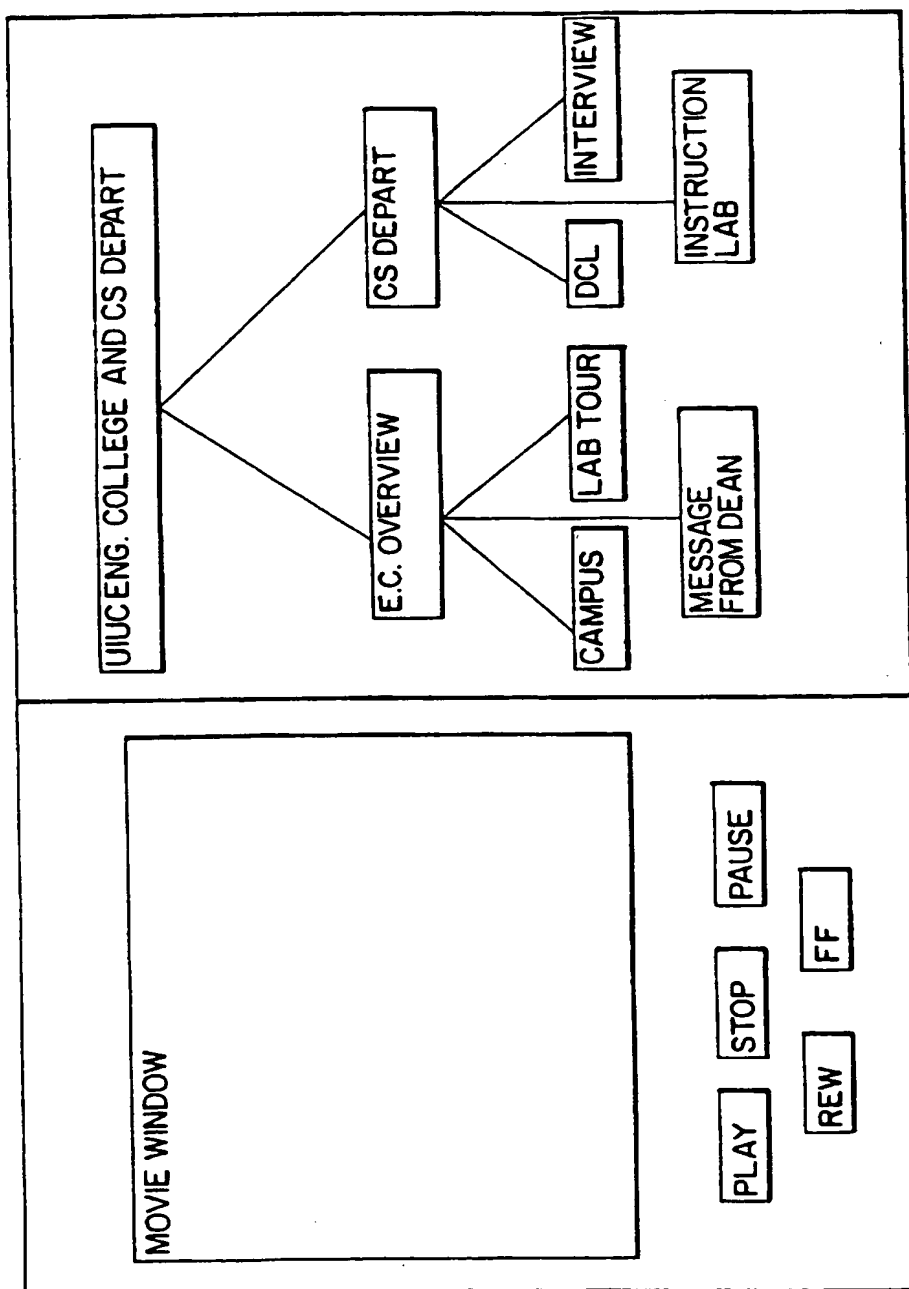 MOVIE WINDOW
PLAY
STOP
PAUSE
REW
FF
UIUC ENG. COLLEGE AND CS DEPART
E.C. OVERVIEW
CS DEPART
CAMPUS
LAB TOUR
DCL
INTERVIEW
MESSAGE
FROM DEAN
INSTRUCTION
LAB